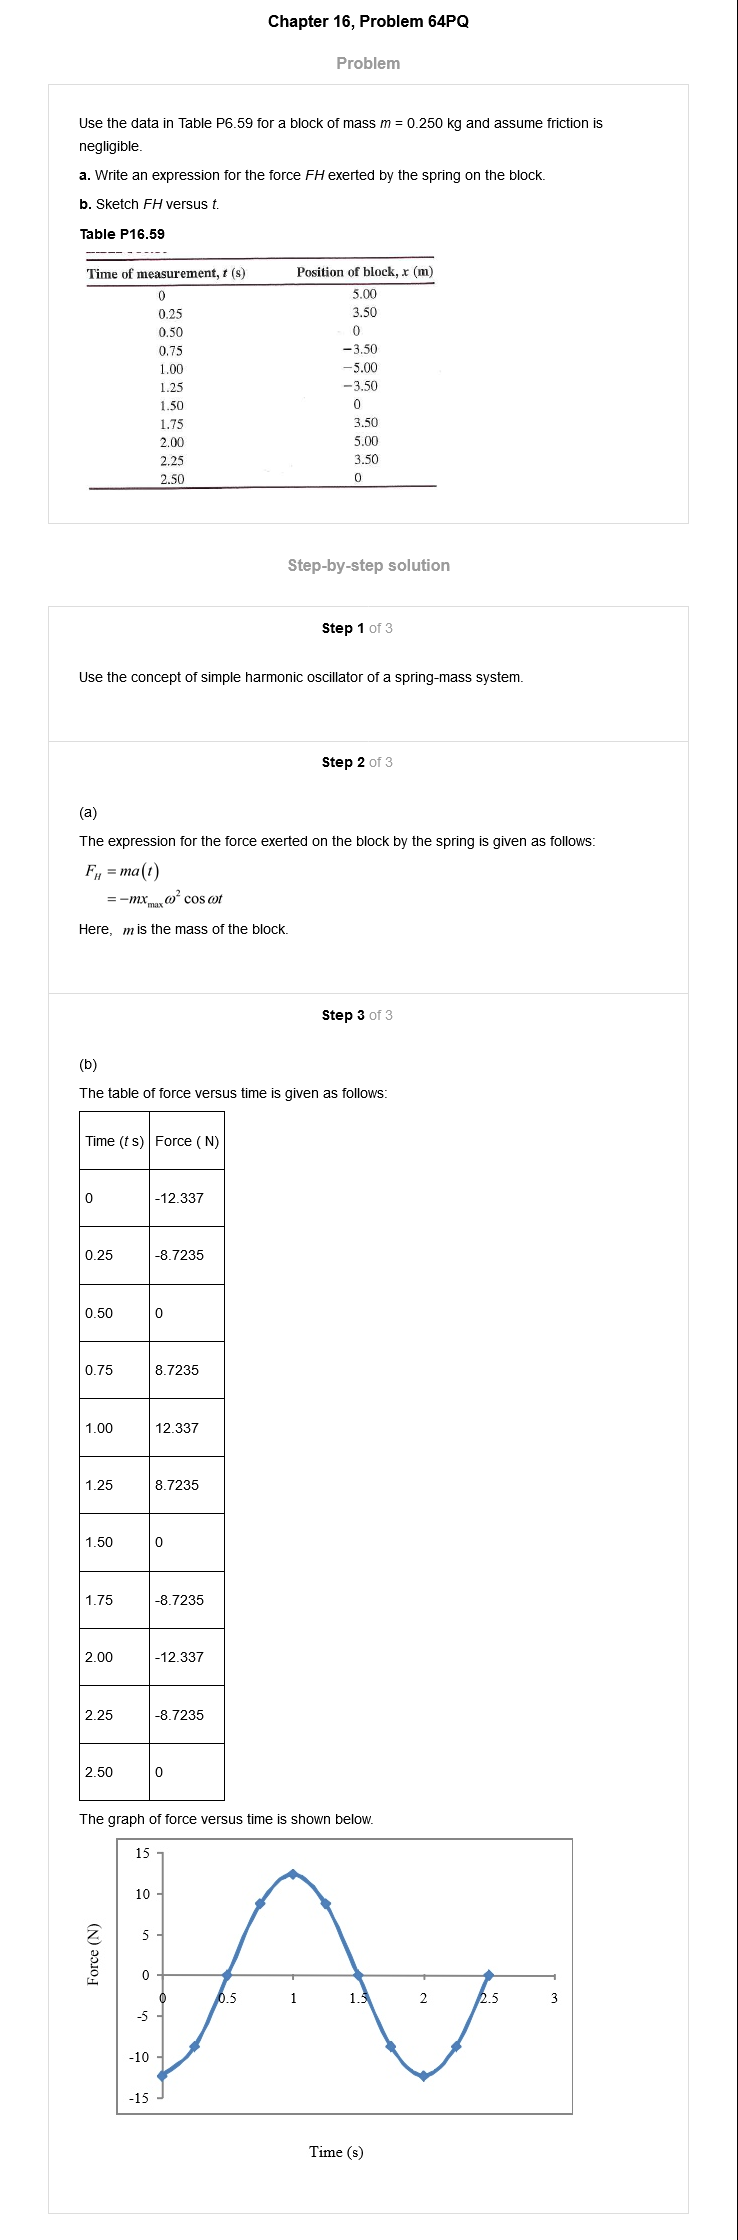 Chapter 16, Problem 64PQ
Problem
Use the data in Table P6.59 for a block of mass m = 0.250 kg and assume friction is
negligible.
a. Write an expression for the force FH exerted by the spring on the block.
b. Sketch FH versus t.
Table P16.59
Time of measurement, t (s) Position of block, x (m)
0 5.00
0.25 3.50
0.50 0
0.75 −3.50
1.00 −5.00
1.25 −3.50
1.50 0
1.75 3.50
2.00 5.00
2.25 3.50
2.50 0
Step-by-step solution
Step 1 of 3
Use the concept of simple harmonic oscillator of a spring-mass system.
Step 2 of 3
(a)
The expression for the force exerted on the block by the spring is given as follows:
F_H = ma(t)
= −mx_max ω² cos ωt
Here, m is the mass of the block.
Step 3 of 3
(b)
The table of force versus time is given as follows:
Time (t s) Force ( N)
0 -12.337
0.25 -8.7235
0.50 0
0.75 8.7235
1.00 12.337
1.25 8.7235
1.50 0
1.75 -8.7235
2.00 -12.337
2.25 -8.7235
2.50 0
The graph of force versus time is shown below.
15
10
5
0
-5
-10
-15
Force (N)
0 0.5 1 1.5 2 2.5 3
Time (s)